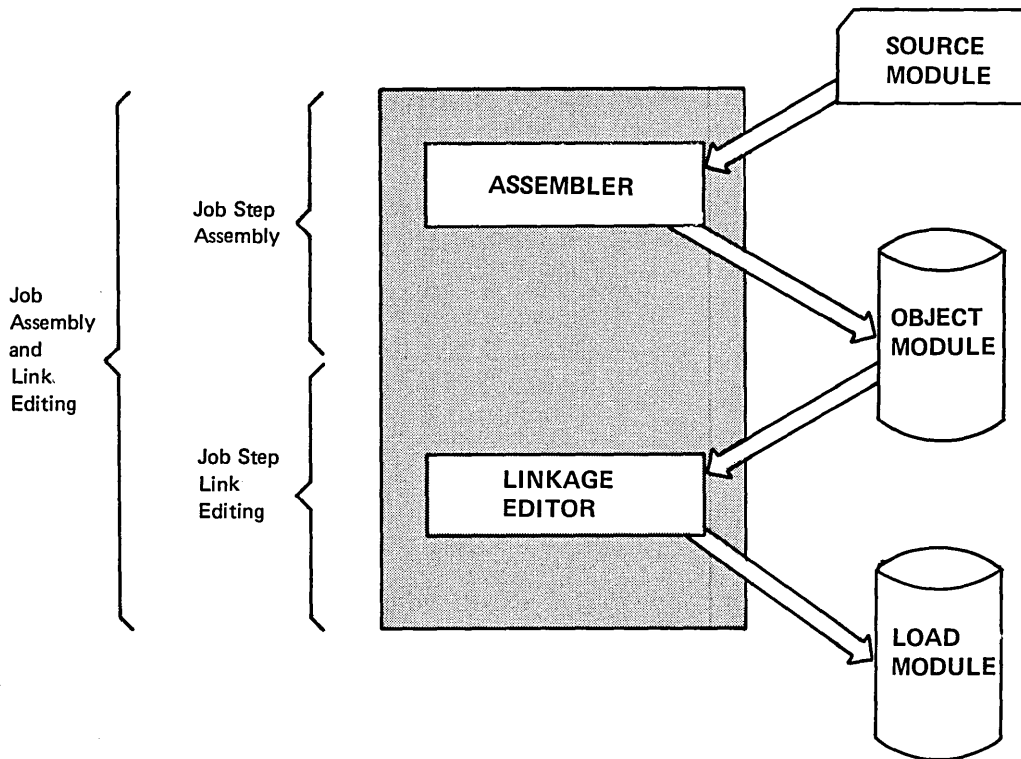 SOURCE
MODULE
ASSEMBLER
Job Step
Assembly
Job
Assembly
and
Link
Editing
OBJECT
MODULE
Job Step
Link
Editing
LINKAGE
EDITOR
LOAD
MODULE